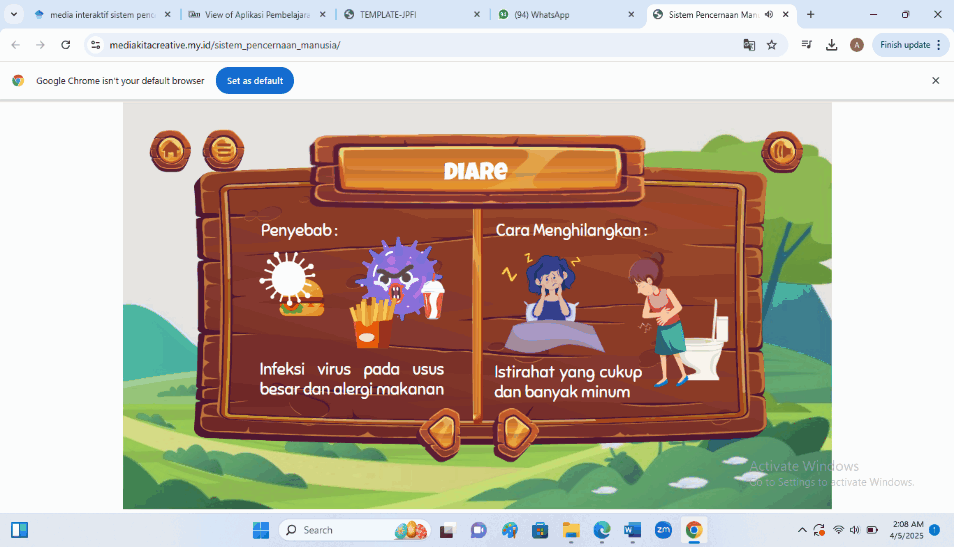 media interaktif sistem penc
View of Aplikasi Pembelajara
TEMPLATE-JPFI
(94) WhatsApp
Sistem Pencernaan Man
mediakitacreative.my.id/sistem_pencernaan_manusia/
A
Finish update
Google Chrome isn't your default browser
Set as default
DIARE
Penyebab :
Cara Menghilangkan :
Z Z Z
Infeksi virus pada usus
besar dan alergi makanan
Istirahat yang cukup
dan banyak minum
Activate Windows
Go to Settings to activate Windows.
Search
zm
2:08 AM
4/5/2025